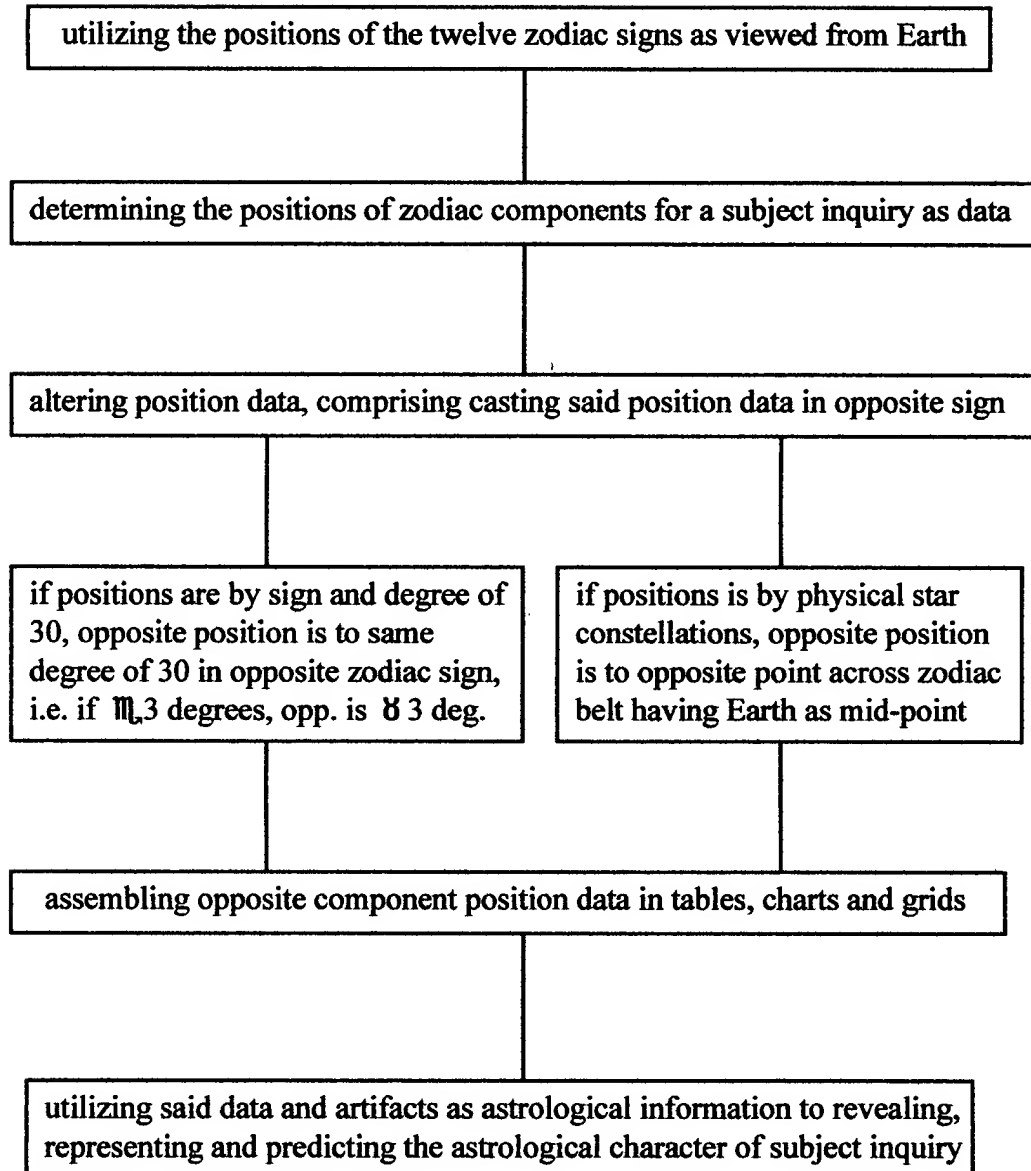 utilizing the positions of the twelve zodiac signs as viewed from Earth
determining the positions of zodiac components for a subject inquiry as data
altering position data, comprising casting said position data in opposite sign
if positions are by sign and degree of
30, opposite position is to same
degree of 30 in opposite zodiac sign,
i.e. if ♏3 degrees, opp. is ♉ 3 deg.
if positions is by physical star
constellations, opposite position
is to opposite point across zodiac
belt having Earth as mid-point
assembling opposite component position data in tables, charts and grids
utilizing said data and artifacts as astrological information to revealing,
representing and predicting the astrological character of subject inquiry